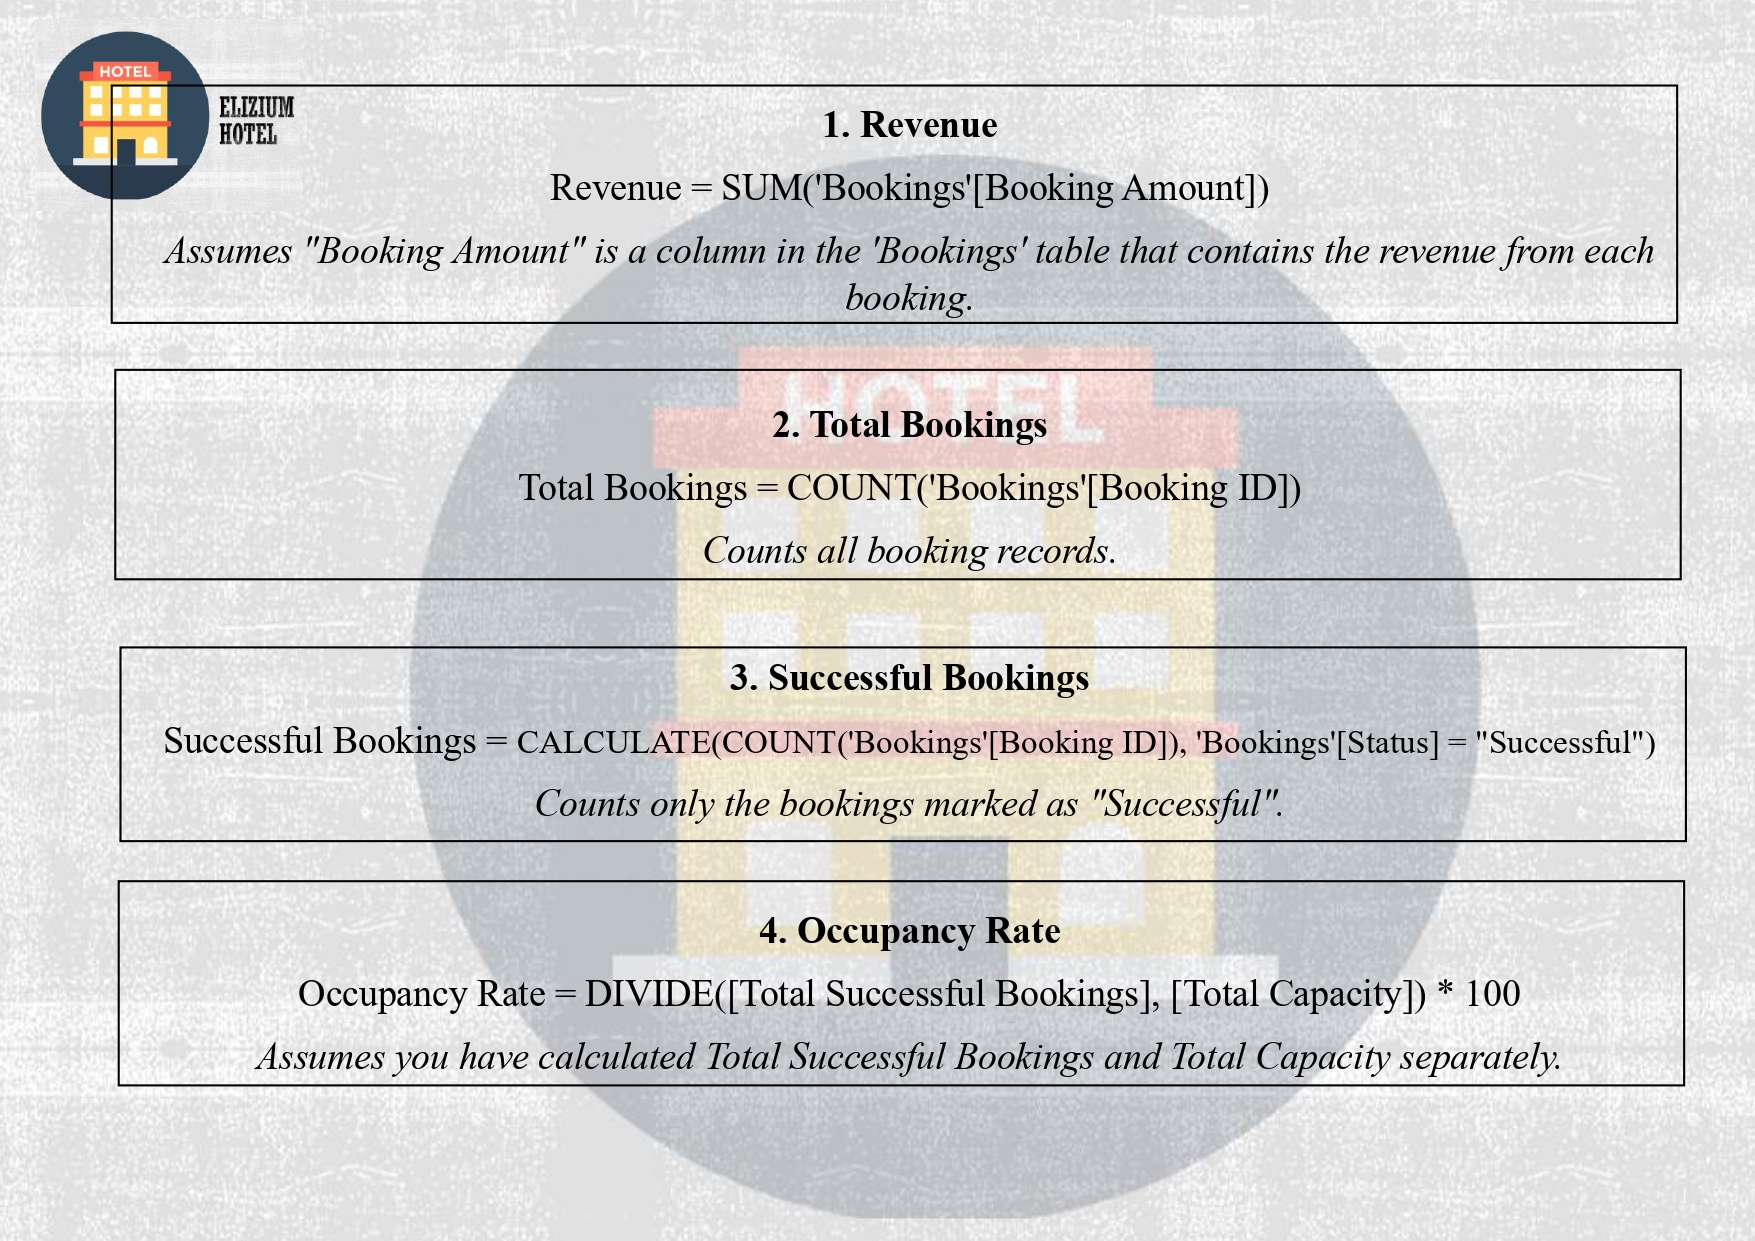 HOTEL
ELIZIUM
HOTEL
1. Revenue
Revenue = SUM('Bookings'[Booking Amount])
Assumes "Booking Amount" is a column in the 'Bookings' table that contains the revenue from each
booking.
HOTEL
2. Total Bookings
Total Bookings = COUNT('Bookings'[Booking ID])
Counts all booking records.
3. Successful Bookings
Successful Bookings = CALCULATE(COUNT('Bookings'[Booking ID]), 'Bookings'[Status] = "Successful")
Counts only the bookings marked as "Successful".
4. Occupancy Rate
Occupancy Rate = DIVIDE([Total Successful Bookings], [Total Capacity]) * 100
Assumes you have calculated Total Successful Bookings and Total Capacity separately.